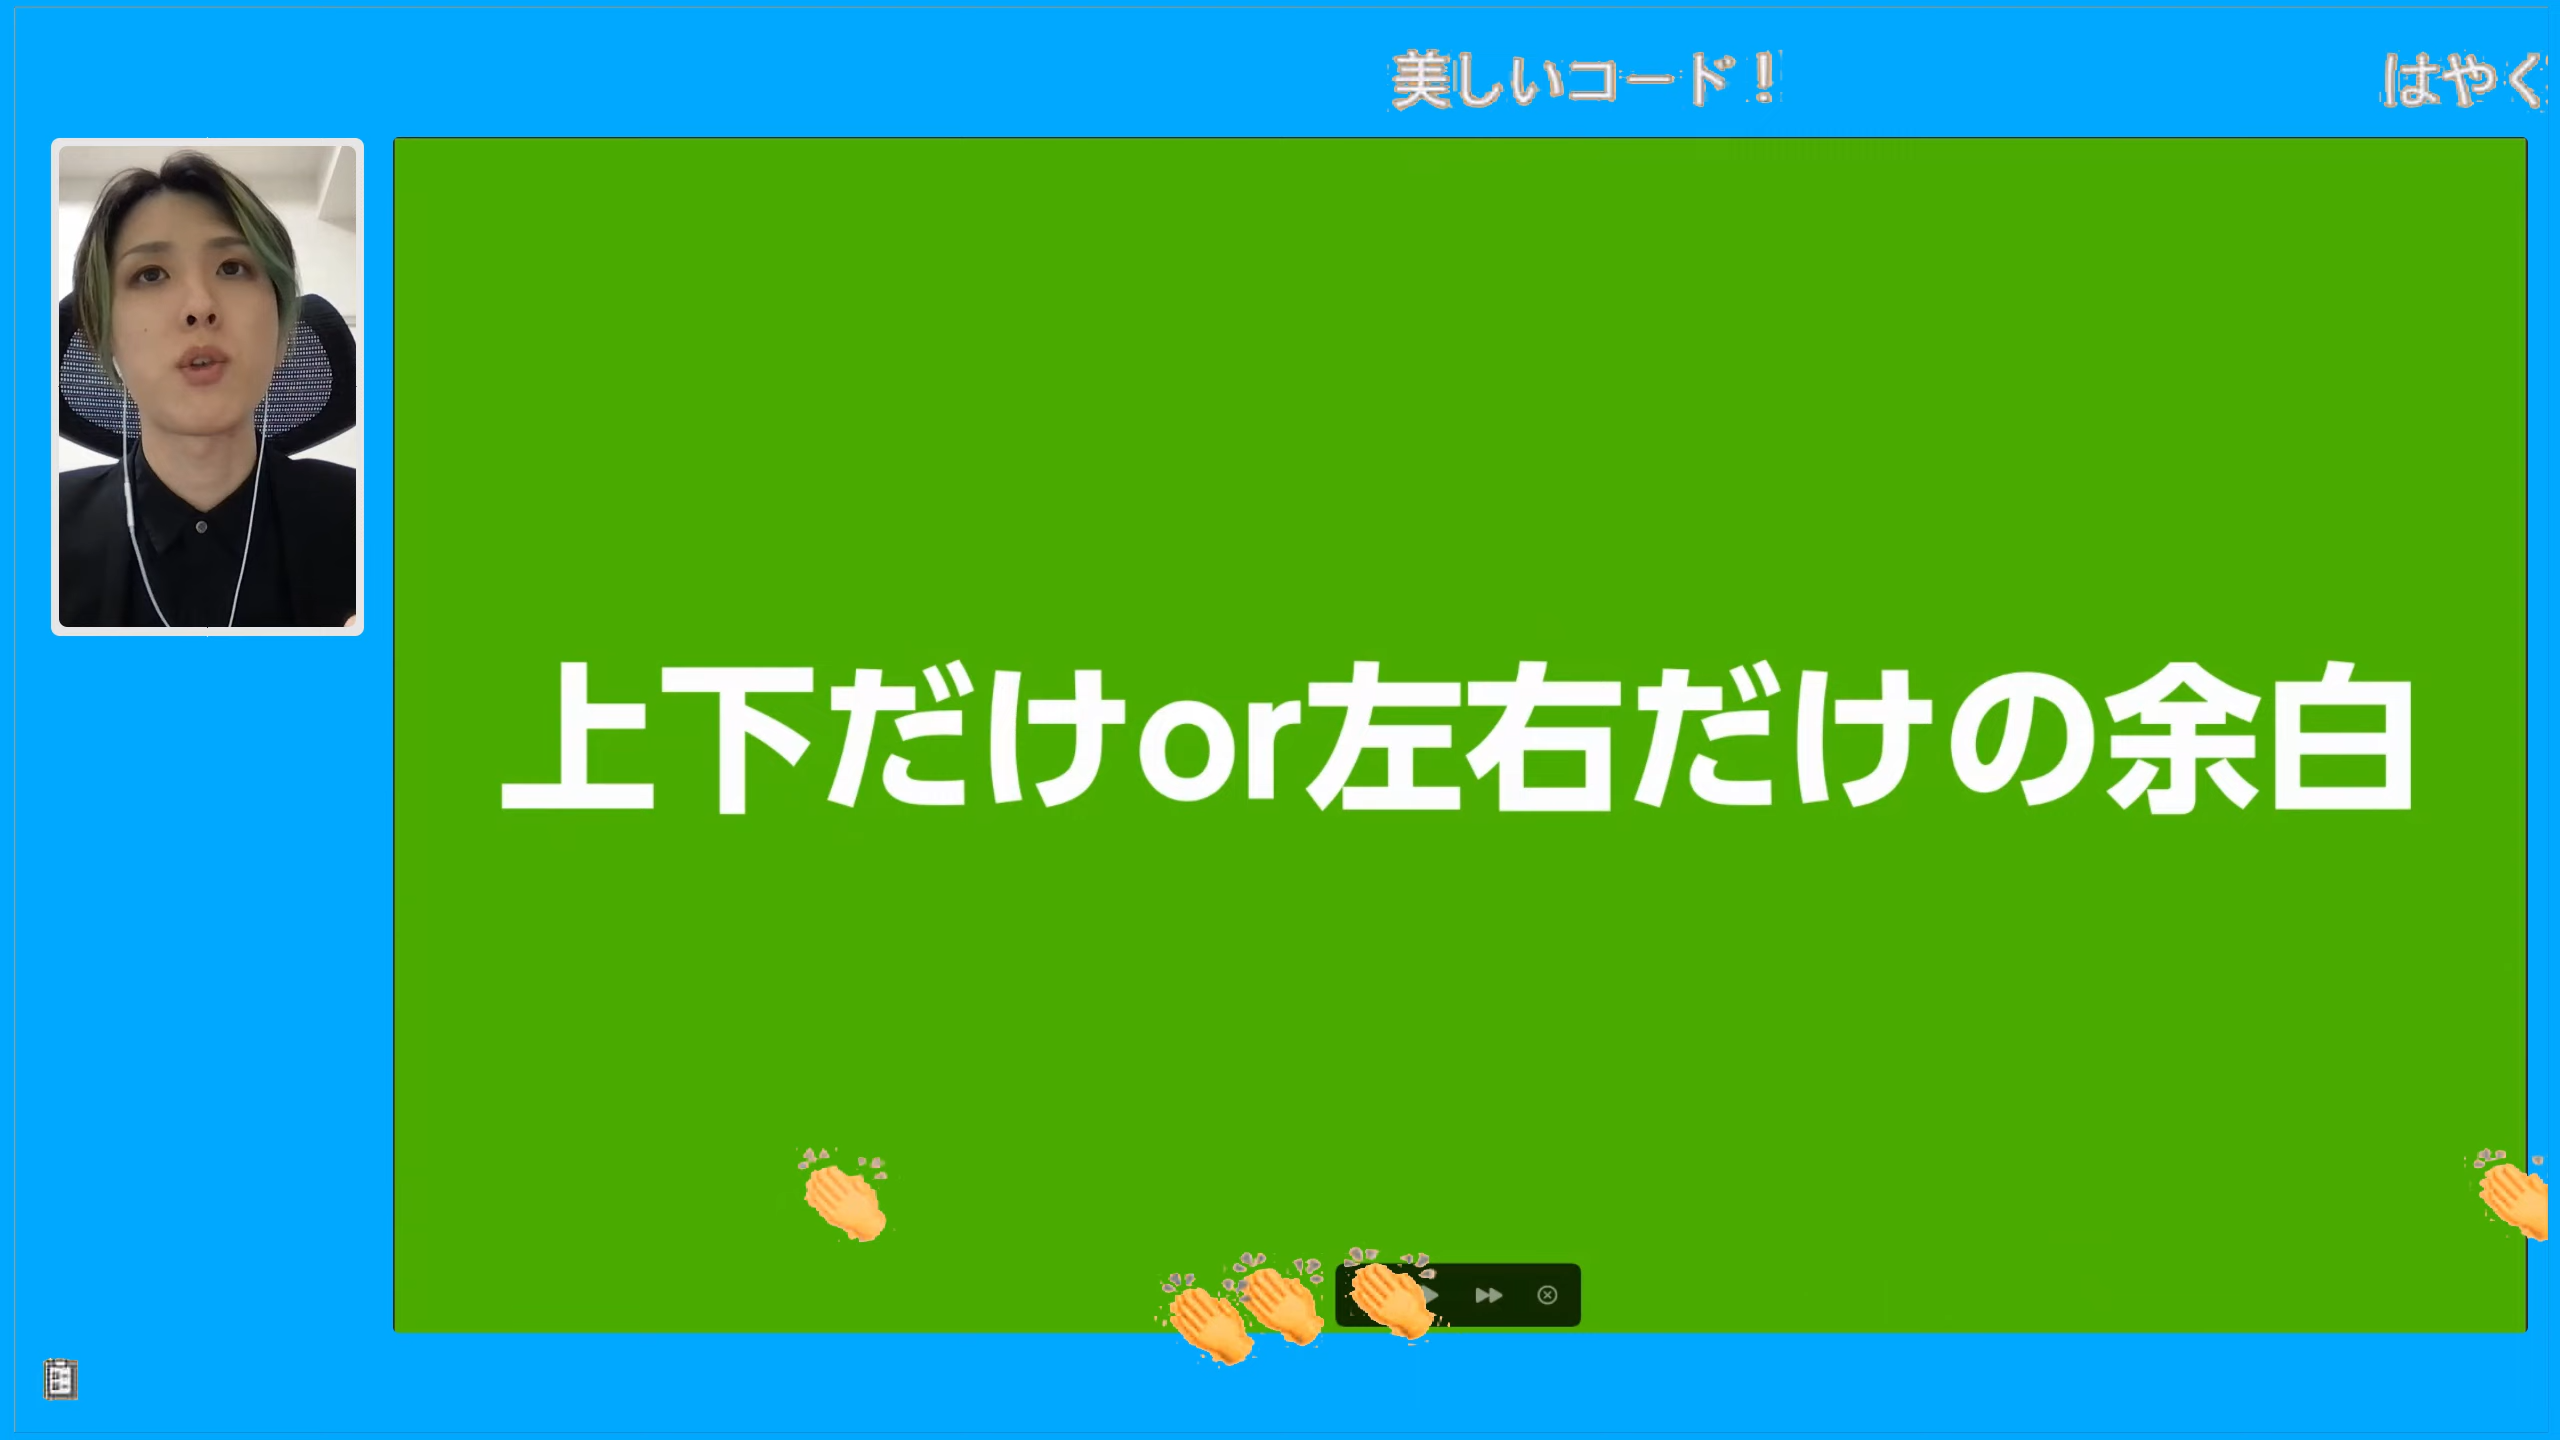 美しいコード！
はやく
上下だけor左右だけの余白